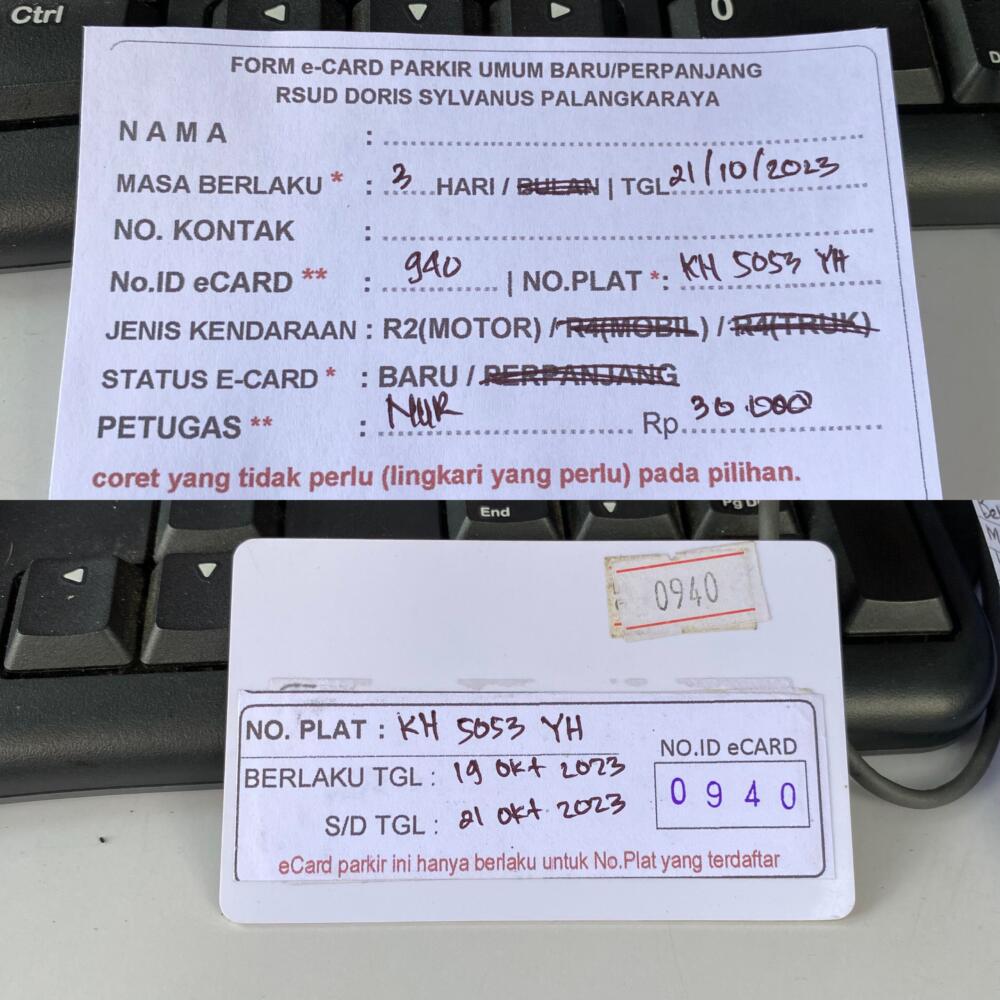 Ctrl
0
FORM e-CARD PARKIR UMUM BARU/PERPANJANG
RSUD DORIS SYLVANUS PALANGKARAYA
NAMA :
MASA BERLAKU * : 3 HARI / BULAN | TGL 21/10/2023
NO. KONTAK :
No.ID eCARD ** : 940 | NO.PLAT *: KH 5053 YH
JENIS KENDARAAN : R2(MOTOR) / R4(MOBIL) / R4(TRUK)
STATUS E-CARD * : BARU / PERPANJANG
PETUGAS ** : NUR Rp 30.000
coret yang tidak perlu (lingkari yang perlu) pada pilihan.
End
0940
NO. PLAT : KH 5053 YH
NO.ID eCARD
BERLAKU TGL : 19 Okt 2023
0 9 4 0
S/D TGL : 21 Okt 2023
eCard parkir ini hanya berlaku untuk No.Plat yang terdaftar